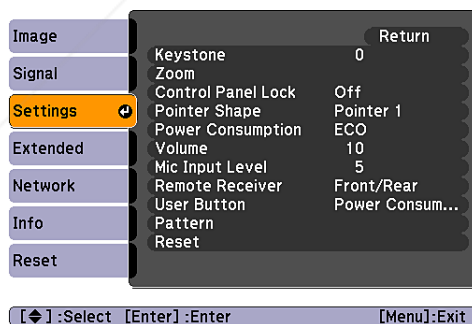 Image
Signal
Settings
Extended
Network
Info
Reset
Return
Keystone 0
Zoom
Control Panel Lock Off
Pointer Shape Pointer 1
Power Consumption ECO
Volume 10
Mic Input Level 5
Remote Receiver Front/Rear
User Button Power Consum...
Pattern
Reset
[◆] :Select [Enter] :Enter [Menu]:Exit